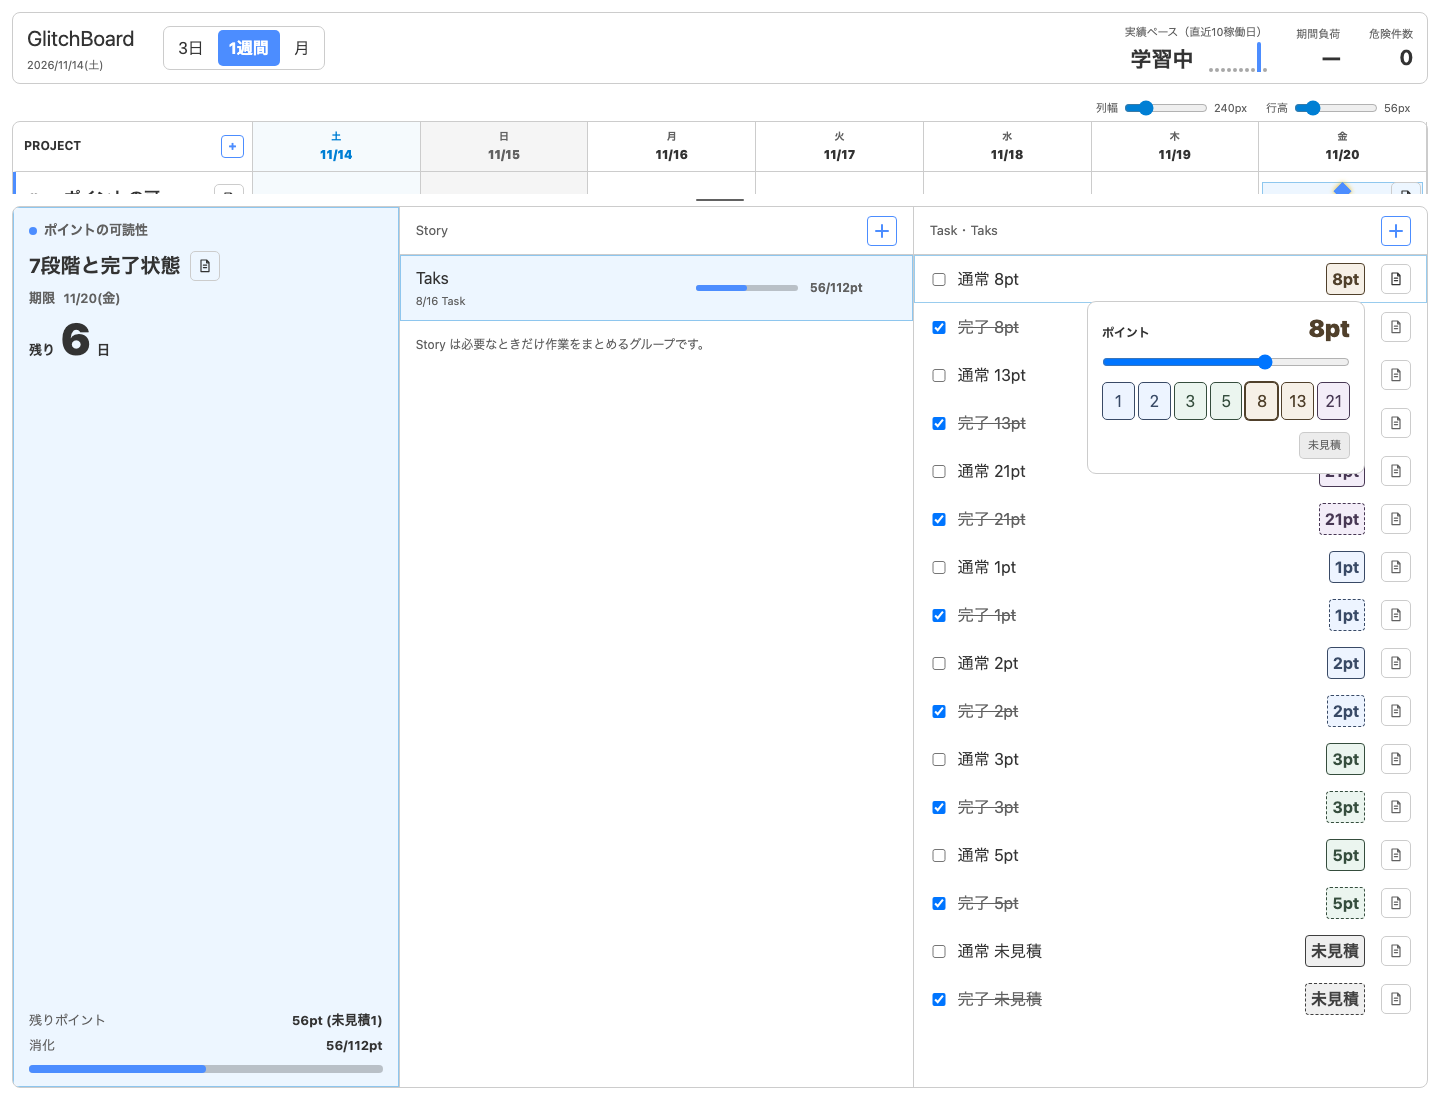 GlitchBoard
2026/11/14(土)
3日 1週間 月
実績ペース（直近10稼働日）
学習中
期間負荷
—
危険件数
0
列幅 240px 行高 56px
PROJECT +
土 11/14
日 11/15
月 11/16
火 11/17
水 11/18
木 11/19
金 11/20
ポイントの可読性
7段階と完了状態
期限 11/20(金)
残り 6 日
残りポイント 56pt (未見積1)
消化 56/112pt
Story
Taks
8/16 Task
56/112pt
Story は必要なときだけ作業をまとめるグループです。
Task · Taks
通常 8pt 8pt
完了 8pt
通常 13pt
完了 13pt
通常 21pt 21pt
完了 21pt 21pt
通常 1pt 1pt
完了 1pt 1pt
通常 2pt 2pt
完了 2pt 2pt
通常 3pt 3pt
完了 3pt 3pt
通常 5pt 5pt
完了 5pt 5pt
通常 未見積 未見積
完了 未見積 未見積
ポイント 8pt
1 2 3 5 8 13 21
未見積